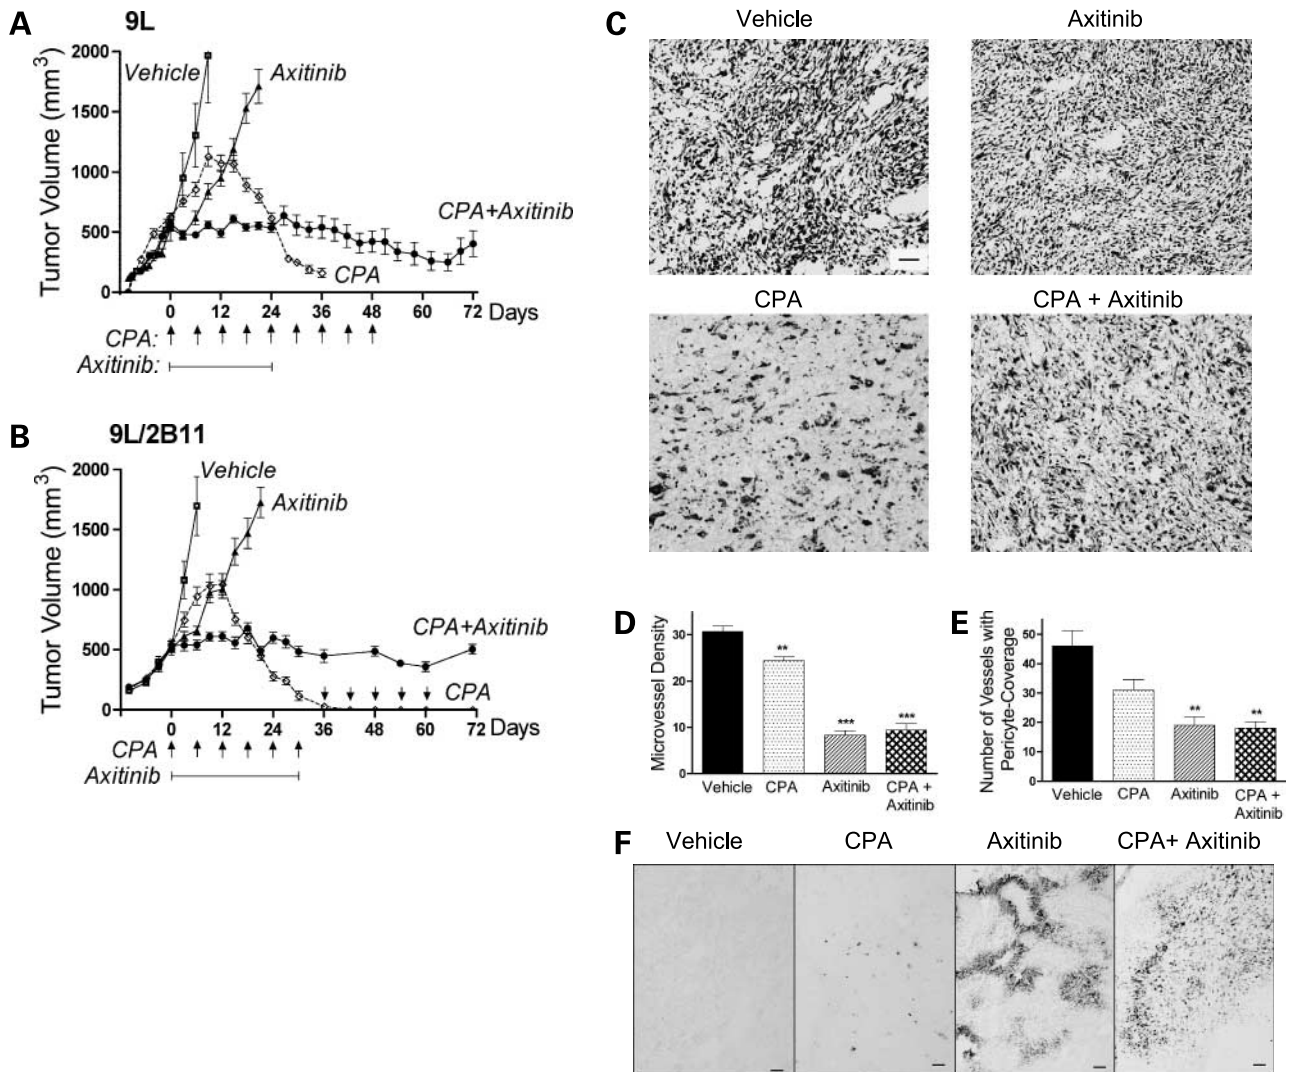 A
9L
Tumor Volume (mm3)
2000
1500
1000
500
0
Vehicle
Axitinib
CPA+Axitinib
CPA
0 12 24 36 48 60 72 Days
CPA:
Axitinib:
B
9L/2B11
Tumor Volume (mm3)
2000
1500
1000
500
0
Vehicle
Axitinib
CPA+Axitinib
CPA
0 12 24 36 48 60 72 Days
CPA
Axitinib
C
Vehicle
Axitinib
CPA
CPA + Axitinib
D
Microvessel Density
30
20
10
0
**
***
***
Vehicle
CPA
Axitinib
CPA +
Axitinib
E
Number of Vessels with
Pericyte-Coverage
50
40
30
20
10
0
**
**
Vehicle
CPA
Axitinib
CPA +
Axitinib
F
Vehicle
CPA
Axitinib
CPA+ Axitinib